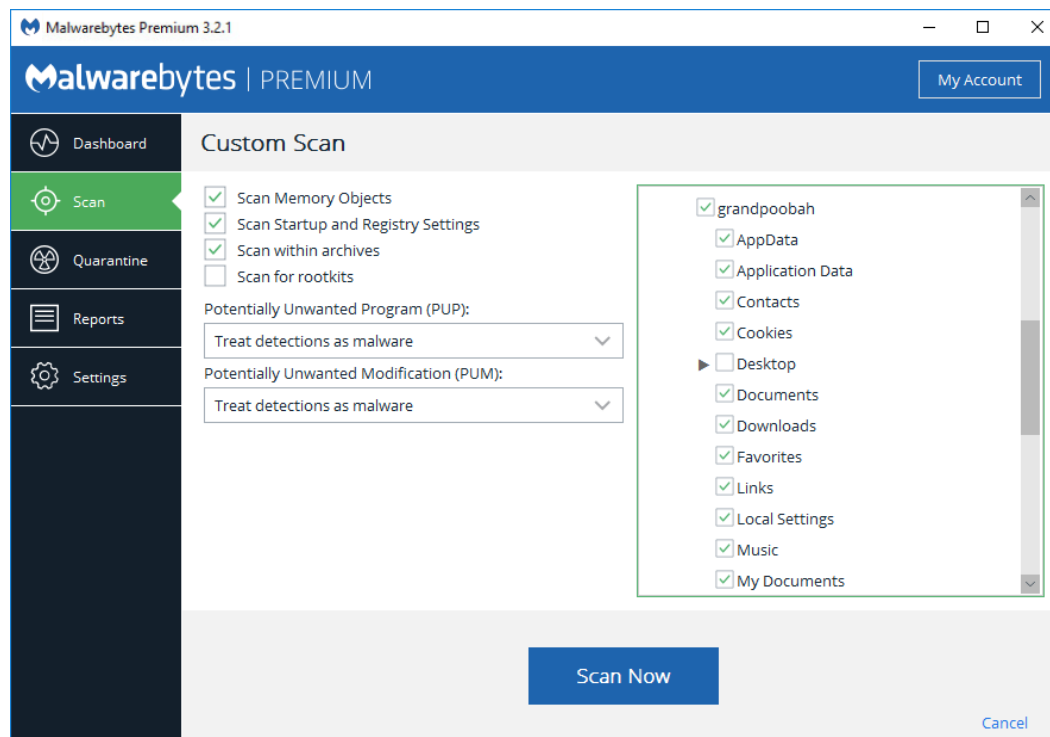 Malwarebytes Premium 3.2.1
Malwarebytes | PREMIUM
My Account
Dashboard
Scan
Quarantine
Reports
Settings
Custom Scan
Scan Memory Objects
Scan Startup and Registry Settings
Scan within archives
Scan for rootkits
Potentially Unwanted Program (PUP):
Treat detections as malware
Potentially Unwanted Modification (PUM):
Treat detections as malware
grandpoobah
AppData
Application Data
Contacts
Cookies
Desktop
Documents
Downloads
Favorites
Links
Local Settings
Music
My Documents
Scan Now
Cancel